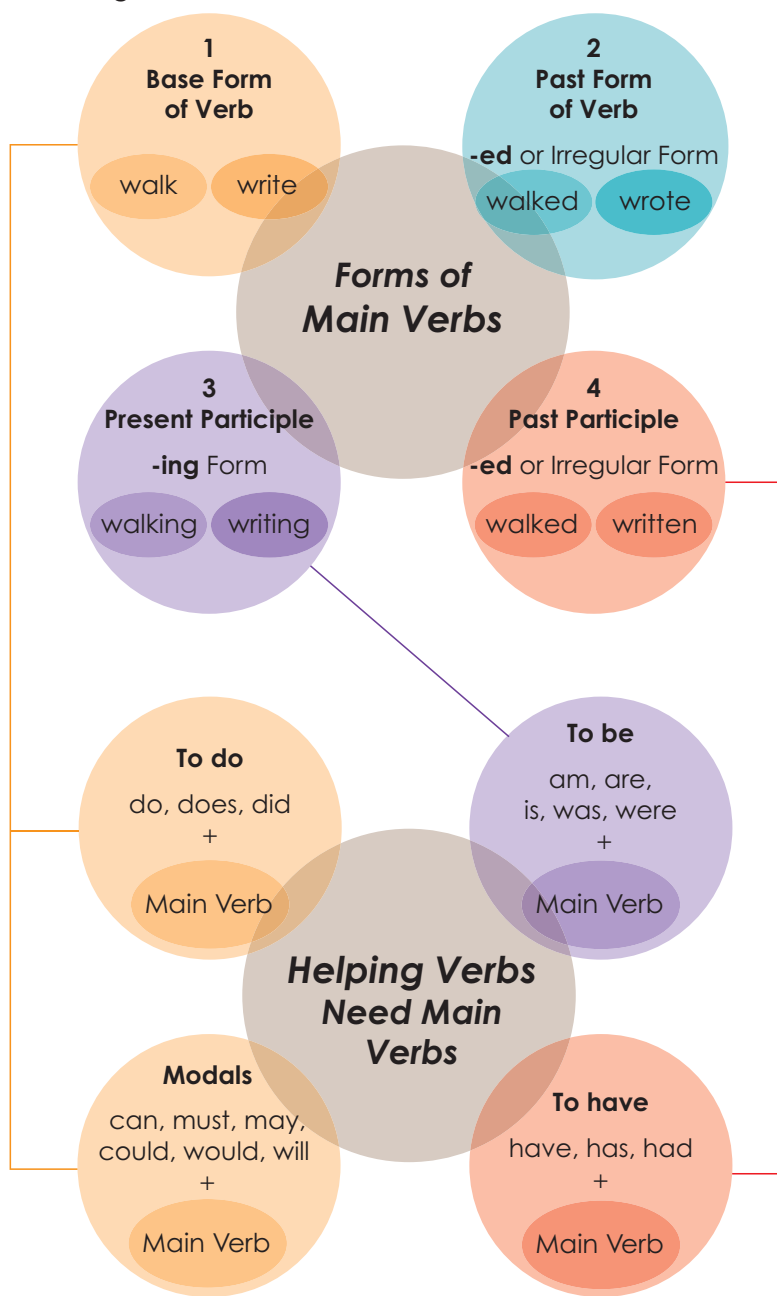 1
Base Form
of Verb
walk
write
2
Past Form
of Verb
-ed or Irregular Form
walked
wrote
Forms of
Main Verbs
3
Present Participle
-ing Form
walking
writing
4
Past Participle
-ed or Irregular Form
walked
written
To do
do, does, did
+
Main Verb
To be
am, are,
is, was, were
+
Main Verb
Helping Verbs
Need Main
Verbs
Modals
can, must, may,
could, would, will
+
Main Verb
To have
have, has, had
+
Main Verb